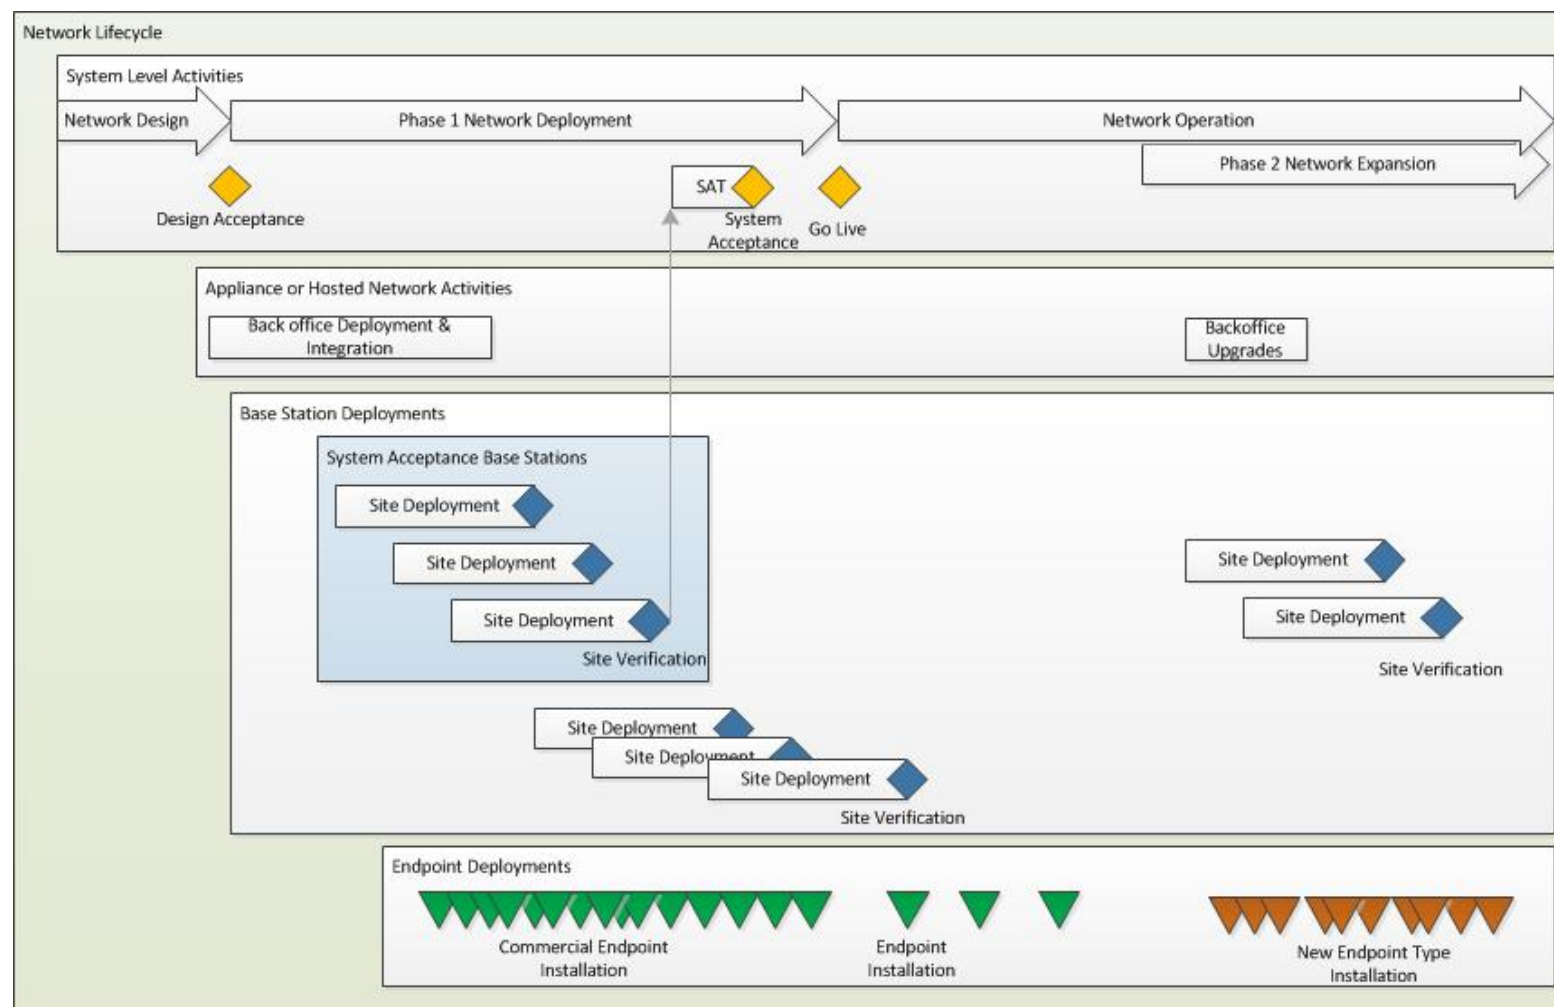 Network Lifecycle
System Level Activities
Network Design
Phase 1 Network Deployment
Network Operation
Phase 2 Network Expansion
SAT
Design Acceptance
System
Acceptance
Go Live
Appliance or Hosted Network Activities
Back office Deployment &
Integration
Backoffice
Upgrades
Base Station Deployments
System Acceptance Base Stations
Site Deployment
Site Deployment
Site Deployment
Site Verification
Site Deployment
Site Deployment
Site Verification
Site Deployment
Site Deployment
Site Deployment
Site Verification
Endpoint Deployments
Commercial Endpoint
Installation
Endpoint
Installation
New Endpoint Type
Installation